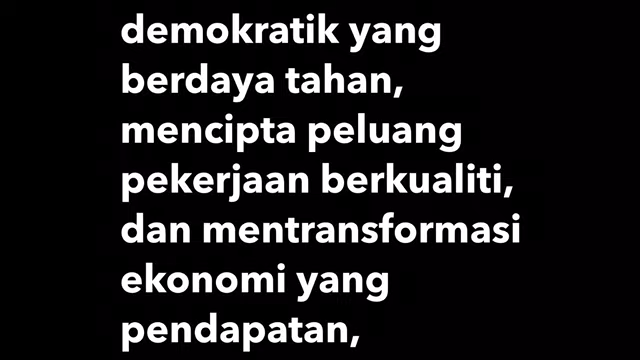 demokratik yang
berdaya tahan,
mencipta peluang
pekerjaan berkualiti,
dan mentransformasi
ekonomi yang
pendapatan,